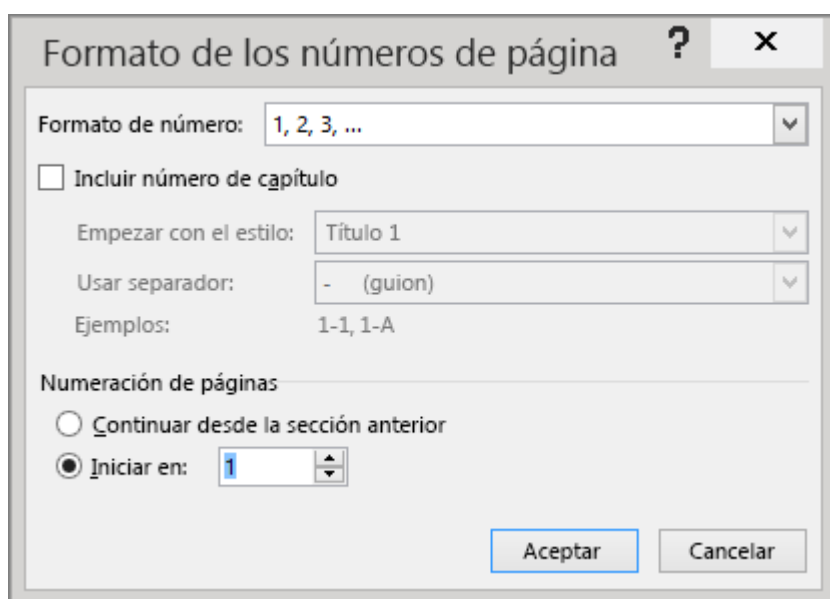 Formato de los números de página ? x
Formato de número: 1, 2, 3, ...
Incluir número de capítulo
Empezar con el estilo: Título 1
Usar separador: - (guion)
Ejemplos: 1-1, 1-A
Numeración de páginas
Continuar desde la sección anterior
Iniciar en: 1
Aceptar Cancelar